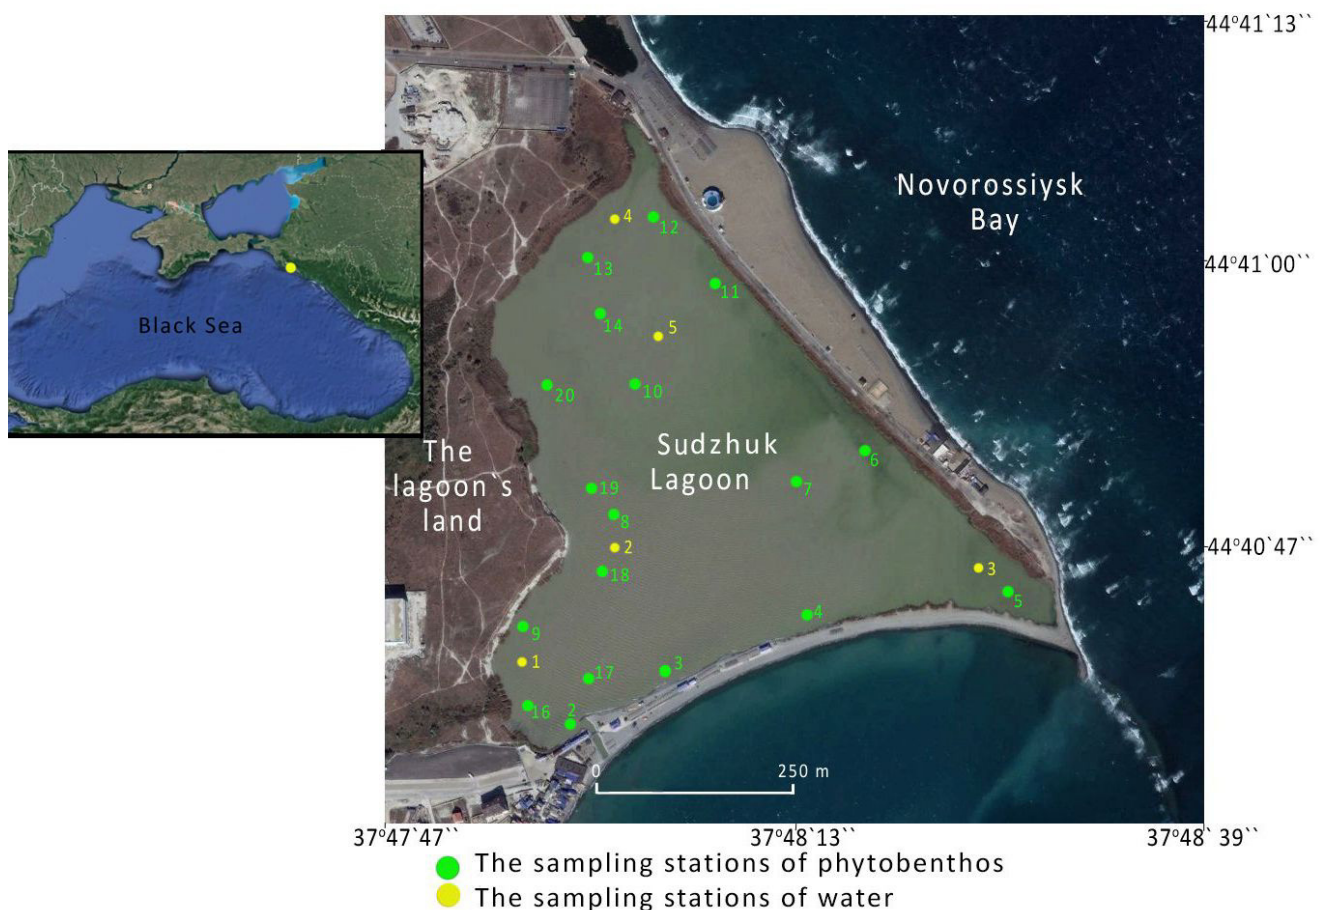 44°41`13``
Novorossiysk
Bay
4
12
13
44°41`00``
11
14
5
Black Sea
20
10
The
lagoon`s
land
Sudzhuk
Lagoon
6
7
19
8
2
44°40`47``
18
3
5
4
9
1
17
3
16
2
0 250 m
37°47`47`` 37°48`13`` 37°48`39``
The sampling stations of phytobenthos
The sampling stations of water